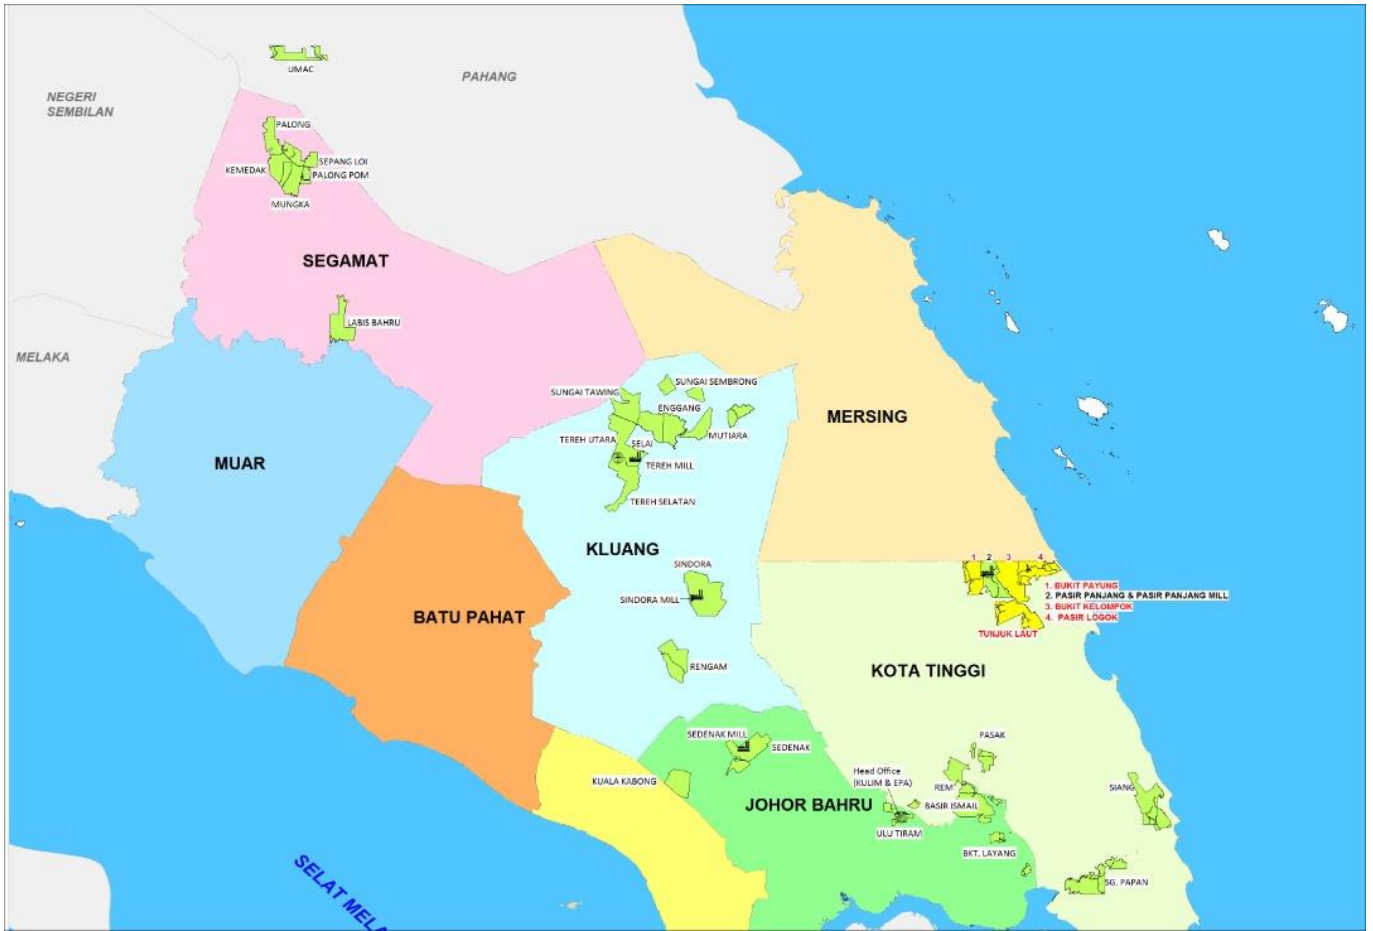 UMAC
PAHANG
NEGERI
SEMBILAN
PALONG
SEPANG LOI
KEMEDAK
PALONG POM
MUNGKA
SEGAMAT
LABIS BAHRU
MELAKA
SUNGAI SEMBRONG
SUNGAI TAWING
ENGGANG
MERSING
TEREH UTARA
SELAI
MUTIARA
MUAR
TEREH MILL
TEREH SELATAN
KLUANG
1 2 3 4
SINDORA
1. BUKIT PAYUNG
2. PASIR PANJANG & PASIR PANJANG MILL
SINDORA MILL
3. BUKIT KELOMPOK
4. PASIR LOGOK
BATU PAHAT
TUNJUK LAUT
RENGAM
KOTA TINGGI
SEDENAK MILL
SEDENAK
PASAK
Head Office
(KULIM & EPA)
KUALA KABONG
REM
SIANG
JOHOR BAHRU
BASIR ISMAIL
ULU TIRAM
BKT. LAYANG
SG. PAPAN
SELAT MELAKA